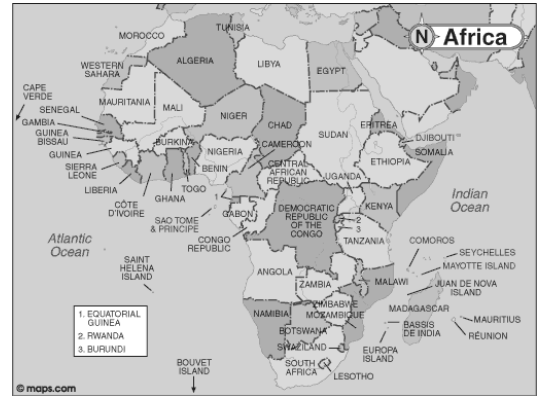 N Africa
MOROCCO
TUNISIA
ALGERIA
LIBYA
EGYPT
WESTERN
SAHARA
CAPE
VERDE
MAURITANIA
MALI
NIGER
CHAD
SUDAN
ERITREA
DJIBOUTI
SOMALIA
ETHIOPIA
SENEGAL
GAMBIA
GUINEA
BISSAU
GUINEA
SIERRA
LEONE
LIBERIA
CÔTE
D'IVOIRE
BURKINA
GHANA
TOGO
BENIN
NIGERIA
CAMEROON
CENTRAL
AFRICAN
REPUBLIC
UGANDA
KENYA
SAO TOME
& PRINCIPE
1
GABON
CONGO
REPUBLIC
DEMOCRATIC
REPUBLIC
OF THE
CONGO
2
3
TANZANIA
Indian
Ocean
Atlantic
Ocean
SAINT
HELENA
ISLAND
ANGOLA
ZAMBIA
MALAWI
COMOROS
SEYCHELLES
MAYOTTE ISLAND
JUAN DE NOVA
ISLAND
MADAGASCAR
MAURITIUS
RÉUNION
BASSIS
DE INDIA
EUROPA
ISLAND
ZIMBABWE
MOZAMBIQUE
NAMIBIA
BOTSWANA
SWAZILAND
SOUTH
AFRICA
LESOTHO
BOUVET
ISLAND
1. EQUATORIAL
GUINEA
2. RWANDA
3. BURUNDI
© maps.com